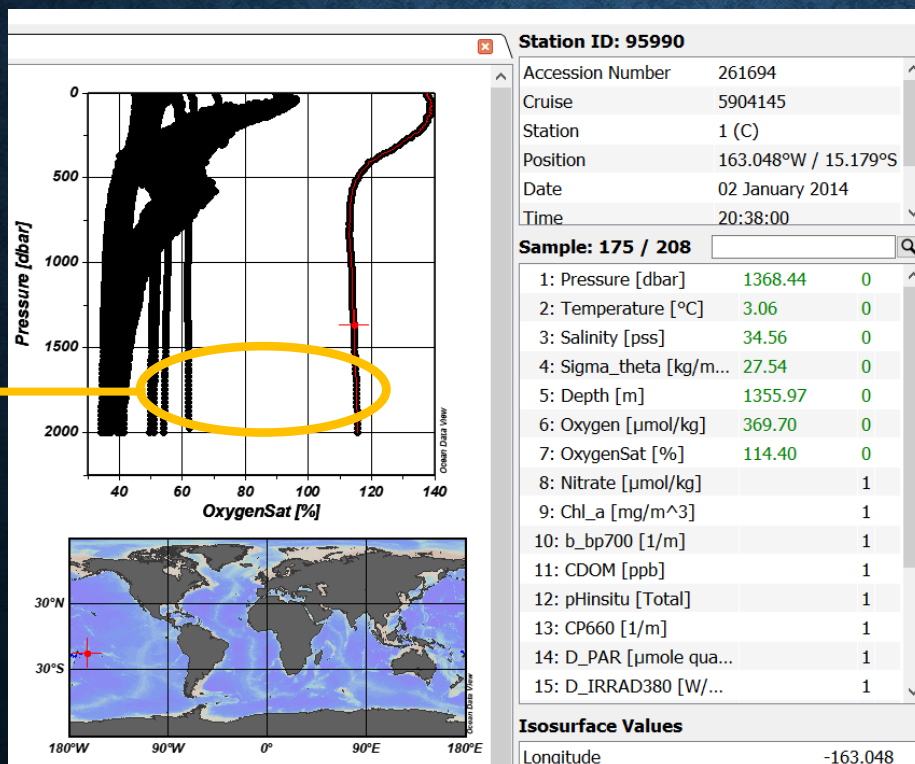 0
500
1000
1500
2000
Pressure [dbar]
40 60 80 100 120 140
OxygenSat [%]
Ocean Data View
30°N
30°S
180°W 90°W 0° 90°E 180°E
Ocean Data View
Station ID: 95990
Accession Number 261694
Cruise 5904145
Station 1 (C)
Position 163.048°W / 15.179°S
Date 02 January 2014
Time 20:38:00
Sample: 175 / 208
1: Pressure [dbar] 1368.44 0
2: Temperature [°C] 3.06 0
3: Salinity [pss] 34.56 0
4: Sigma_theta [kg/m... 27.54 0
5: Depth [m] 1355.97 0
6: Oxygen [µmol/kg] 369.70 0
7: OxygenSat [%] 114.40 0
8: Nitrate [µmol/kg] 1
9: Chl_a [mg/m^3] 1
10: b_bp700 [1/m] 1
11: CDOM [ppb] 1
12: pHinsitu [Total] 1
13: CP660 [1/m] 1
14: D_PAR [µmole qua... 1
15: D_IRRAD380 [W/... 1
Isosurface Values
Longitude -163.048